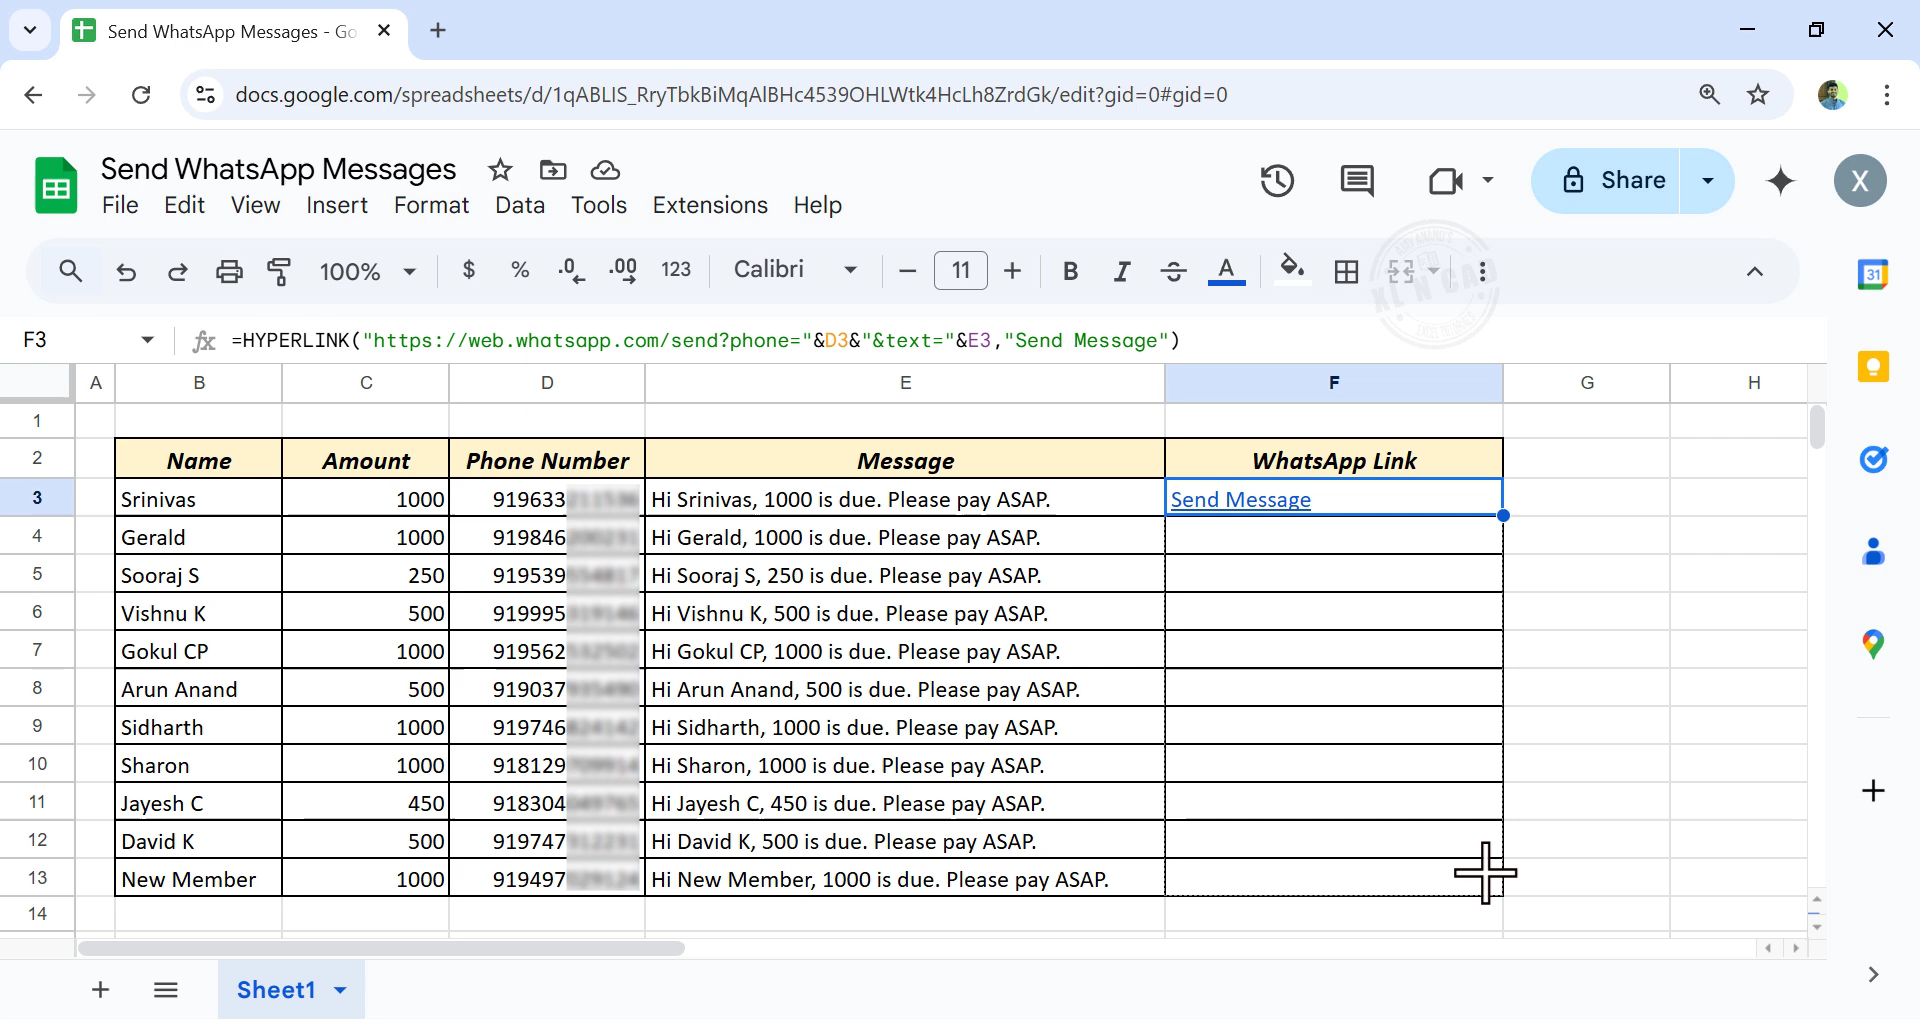 Send WhatsApp Messages - Go
docs.google.com/spreadsheets/d/1qABLIS_RryTbkBiMqAlBHc4539OHLWtk4HcLh8ZrdGk/edit?gid=0#gid=0
Send WhatsApp Messages
Share
X
File Edit View Insert Format Data Tools Extensions Help
100% $ % .0 .00 123 Calibri 11 B I A
31
XL N CAD
F3 fx =HYPERLINK("https://web.whatsapp.com/send?phone="&D3&"&text="&E3,"Send Message")
A B C D E F G H
1
2 Name Amount Phone Number Message WhatsApp Link
3 Srinivas 1000 919633 Hi Srinivas, 1000 is due. Please pay ASAP. Send Message
4 Gerald 1000 919846 Hi Gerald, 1000 is due. Please pay ASAP.
5 Sooraj S 250 919539 Hi Sooraj S, 250 is due. Please pay ASAP.
6 Vishnu K 500 919995 Hi Vishnu K, 500 is due. Please pay ASAP.
7 Gokul CP 1000 919562 Hi Gokul CP, 1000 is due. Please pay ASAP.
8 Arun Anand 500 919037 Hi Arun Anand, 500 is due. Please pay ASAP.
9 Sidharth 1000 919746 Hi Sidharth, 1000 is due. Please pay ASAP.
10 Sharon 1000 918129 Hi Sharon, 1000 is due. Please pay ASAP.
11 Jayesh C 450 918304 Hi Jayesh C, 450 is due. Please pay ASAP.
12 David K 500 919747 Hi David K, 500 is due. Please pay ASAP.
13 New Member 1000 919497 Hi New Member, 1000 is due. Please pay ASAP.
14
Sheet1